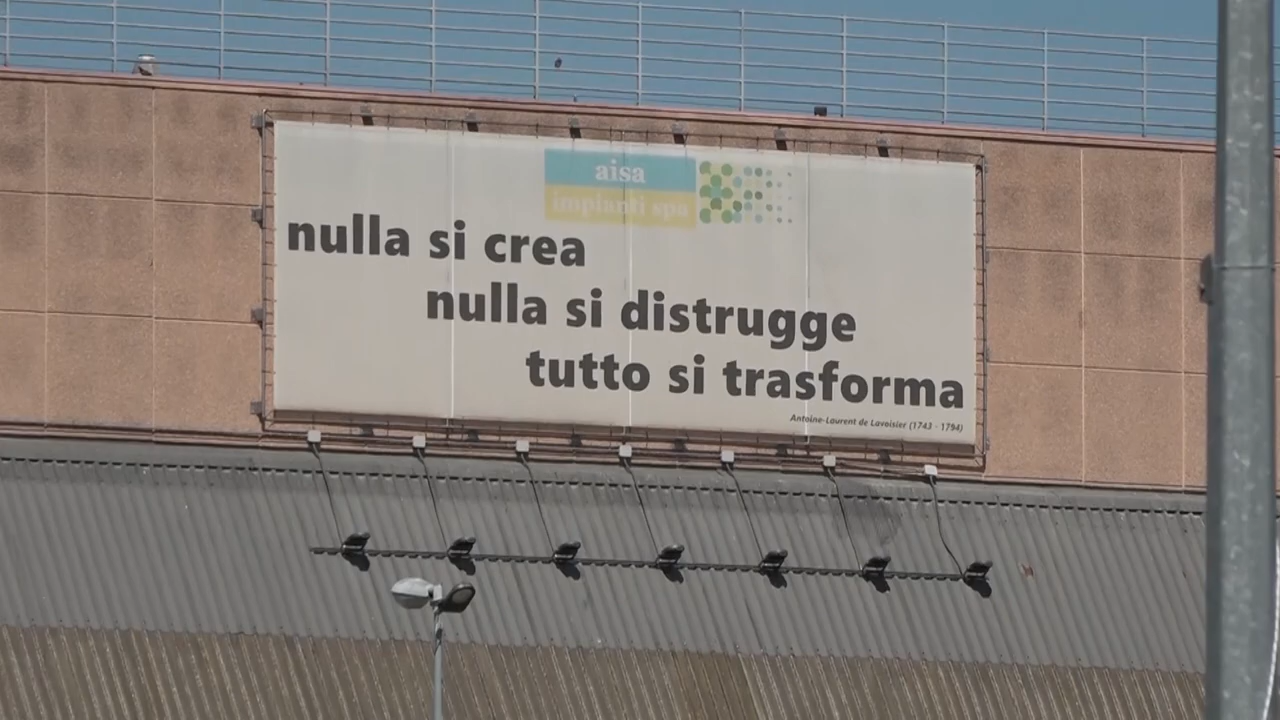 aisa
impianti spa
nulla si crea
nulla si distrugge
tutto si trasforma
Antoine-Laurent de Lavoisier (1743 - 1794)